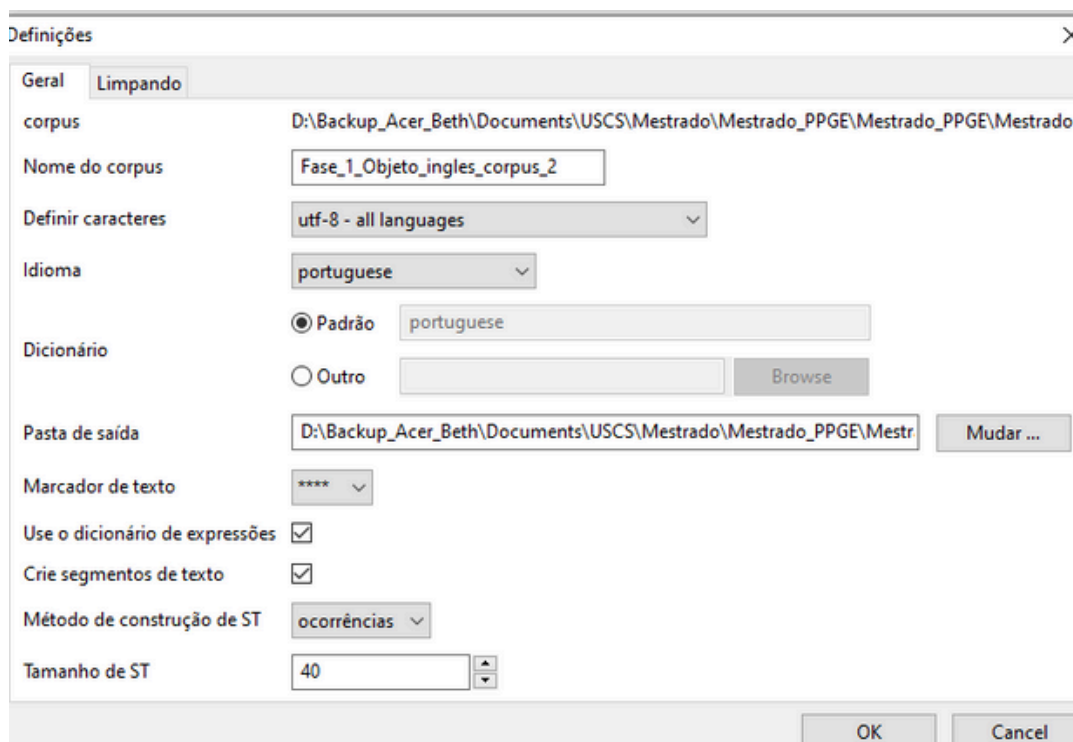 Definições
Geral Limpando
corpus D:\Backup_Acer_Beth\Documents\USCS\Mestrado\Mestrado_PPGE\Mestrado_PPGE\Mestrado
Nome do corpus Fase_1_Objeto_ingles_corpus_2
Definir caracteres utf-8 - all languages
Idioma portuguese
Padrão portuguese
Dicionário
Outro Browse
Pasta de saída D:\Backup_Acer_Beth\Documents\USCS\Mestrado\Mestrado_PPGE\Mestr
Mudar ...
Marcador de texto ****
Use o dicionário de expressões
Crie segmentos de texto
Método de construção de ST ocorrências
Tamanho de ST 40
OK Cancel